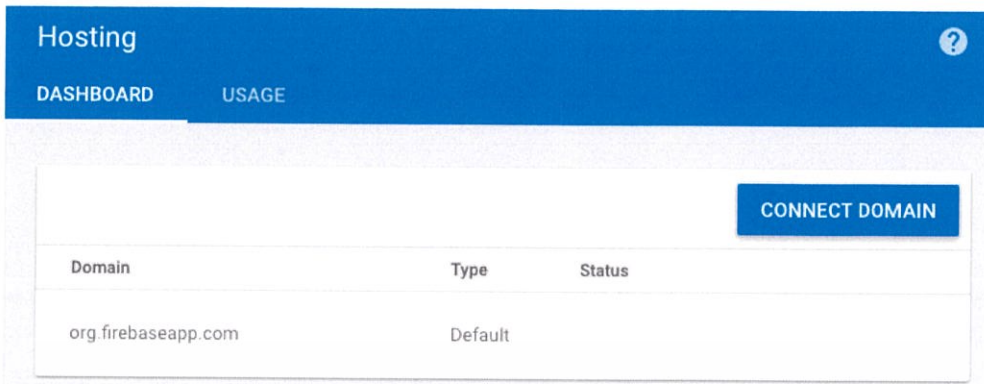 Hosting
DASHBOARD USAGE
CONNECT DOMAIN
Domain Type Status
org.firebaseapp.com Default